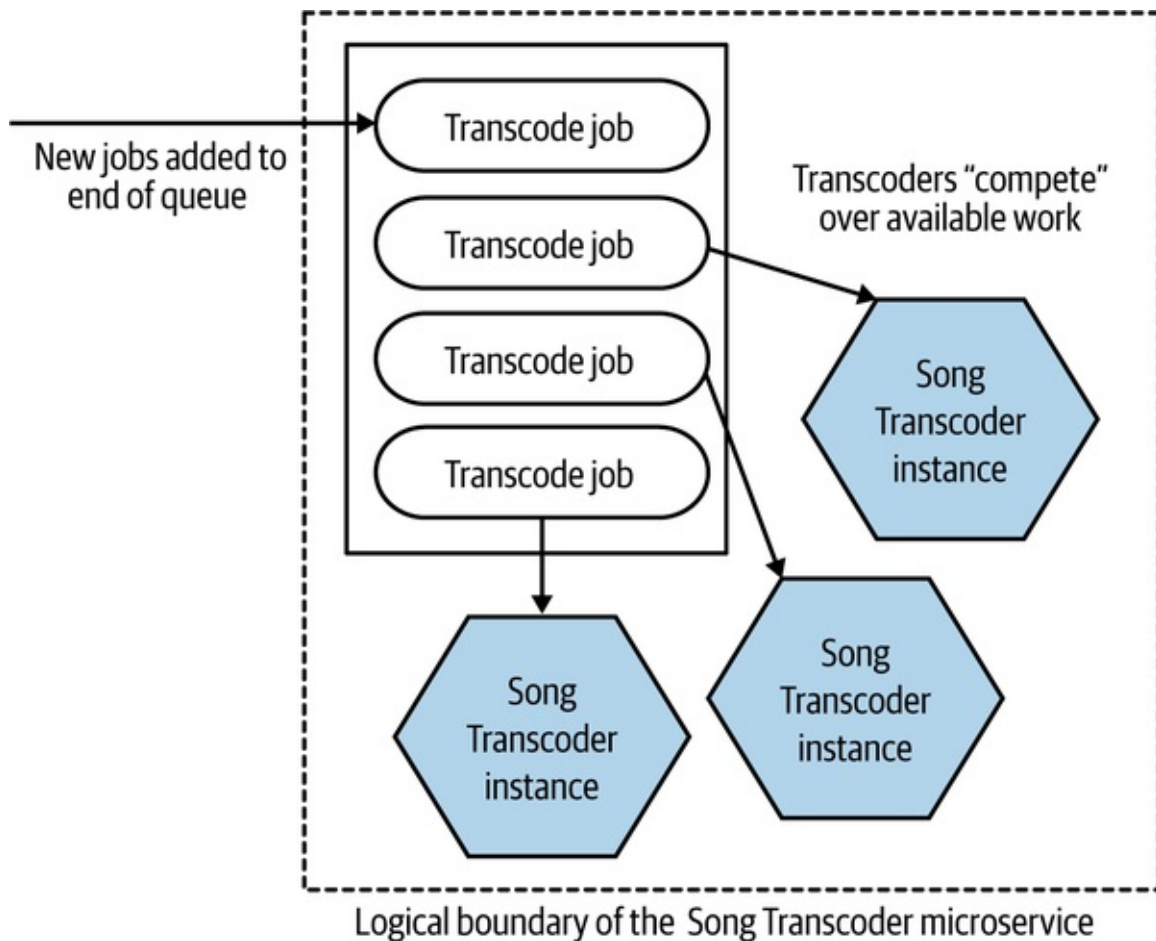 Transcode job
New jobs added to
end of queue
Transcode job
Transcoders “compete”
over available work
Transcode job
Transcode job
Song
Transcoder
instance
Song
Transcoder
instance
Song
Transcoder
instance
Logical boundary of the Song Transcoder microservice